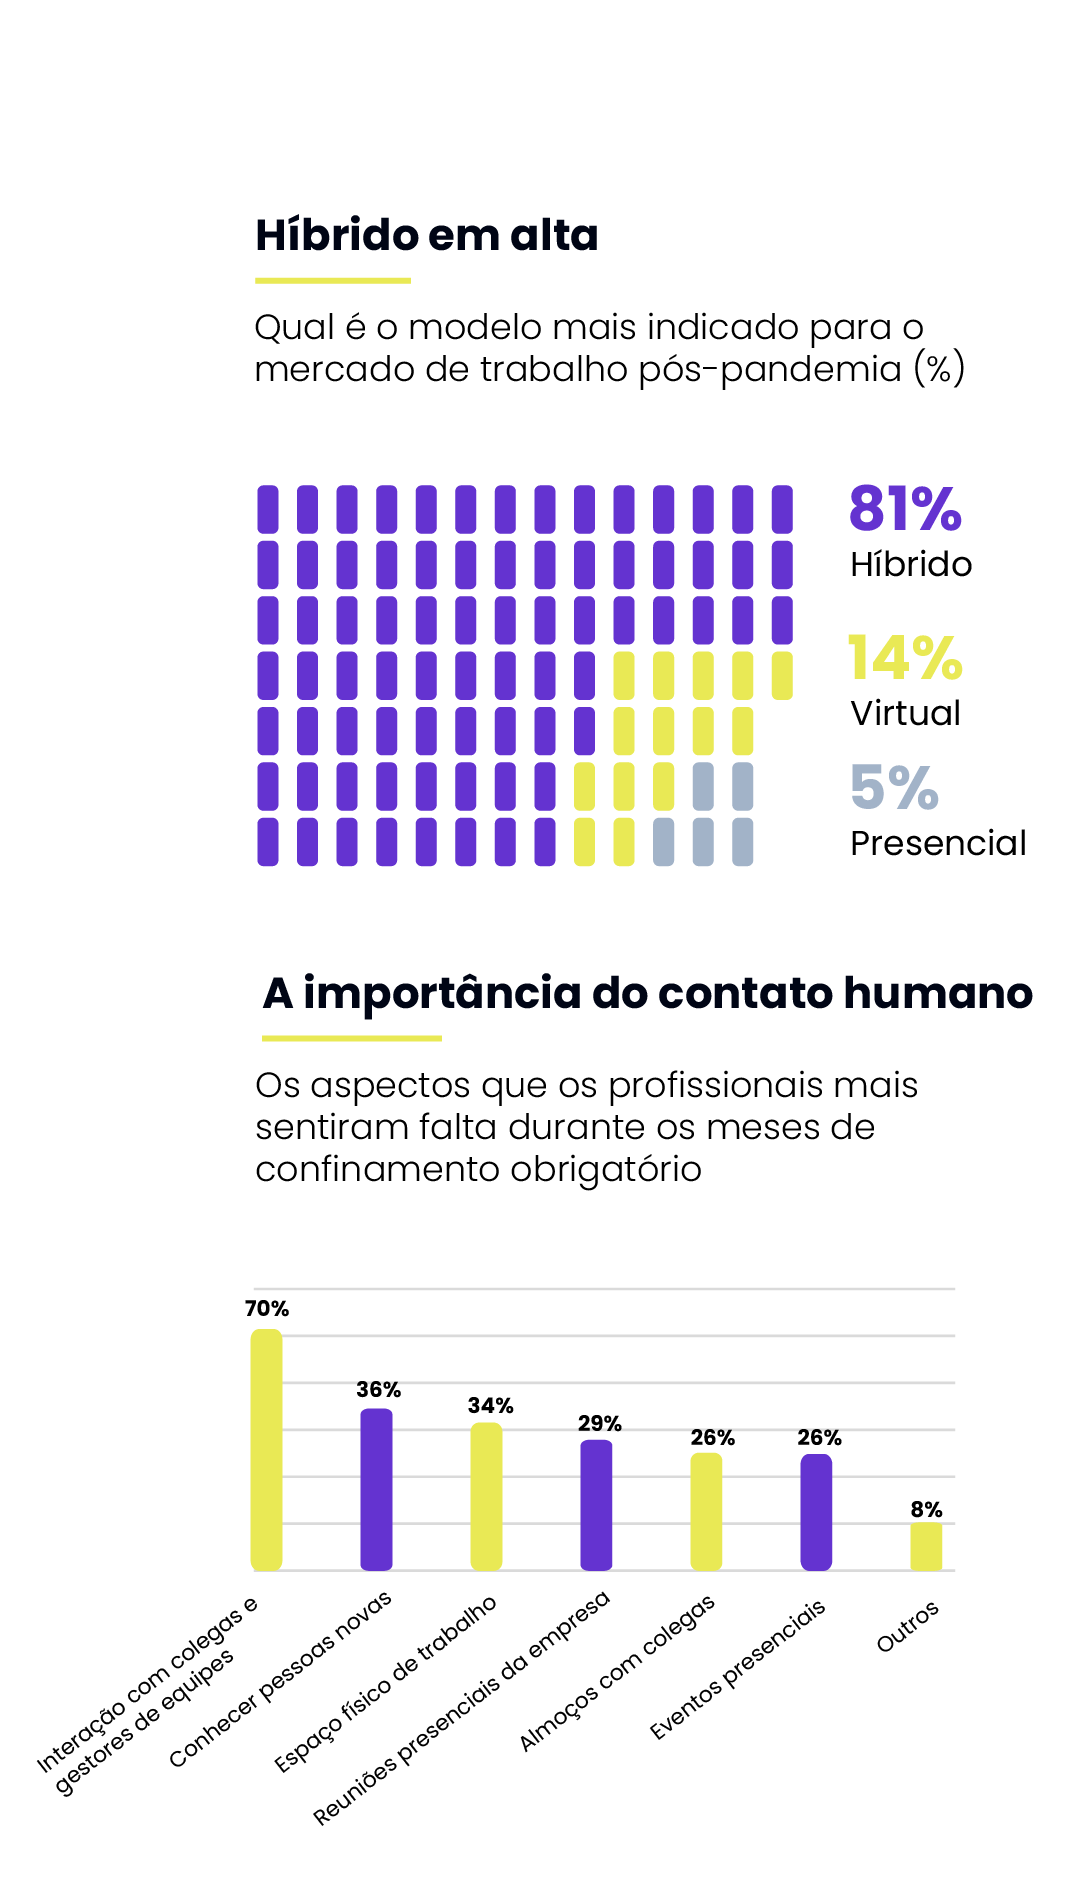 Híbrido em alta
Qual é o modelo mais indicado para o
mercado de trabalho pós-pandemia (%)
81%
Híbrido
14%
Virtual
5%
Presencial
A importância do contato humano
Os aspectos que os profissionais mais
sentiram falta durante os meses de
confinamento obrigatório
70%
36%
34%
29%
26%
26%
8%
Interação com colegas e
gestores de equipes
Conhecer pessoas novas
Espaço físico de trabalho
Reuniões presenciais da empresa
Almoços com colegas
Eventos presenciais
Outros